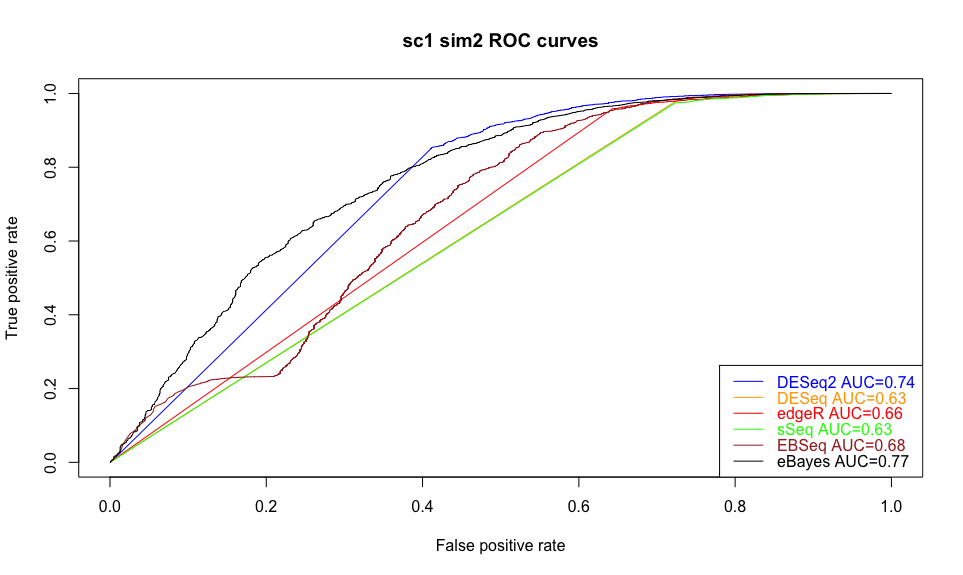 sc1 sim2 ROC curves
True positive rate
1.0
0.8
0.6
0.4
0.2
0.0
DESeq2 AUC=0.74
DESeq AUC=0.63
edgeR AUC=0.66
sSeq AUC=0.63
EBSeq AUC=0.68
eBayes AUC=0.77
0.0 0.2 0.4 0.6 0.8 1.0
False positive rate